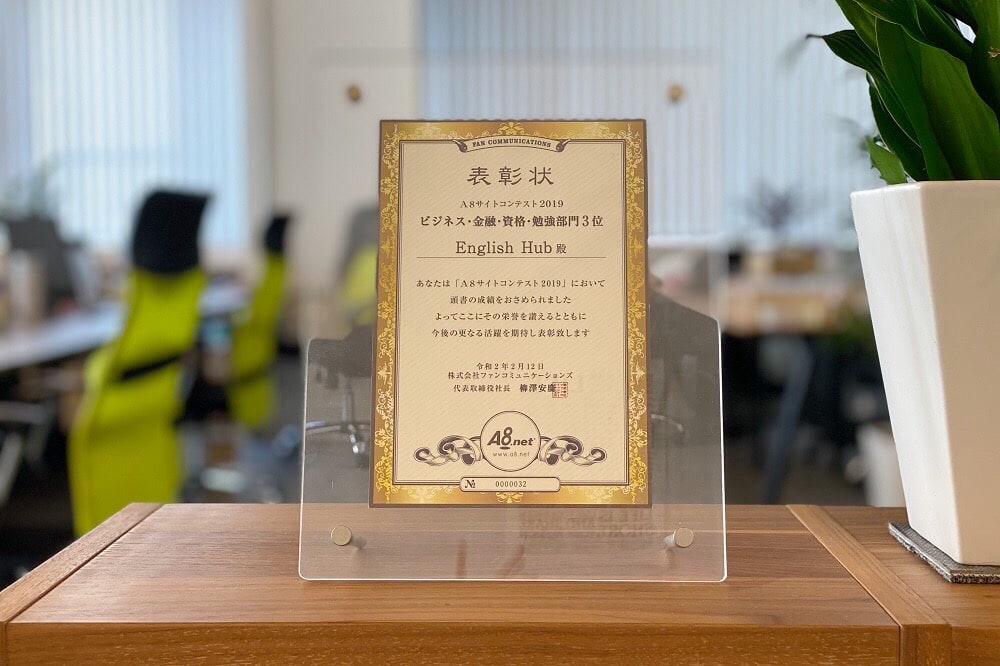 FAN COMMUNICATIONS
表彰状
A8サイトコンテスト2019
ビジネス・金融・資格・勉強部門3位
English Hub 殿
あなたは「A8サイトコンテスト2019」において
頭書の成績をおさめられました
よってここにその栄誉を讃えるとともに
今後の更なる活躍を期待し表彰致します
令和2年2月12日
株式会社ファンコミュニケーションズ
代表取締役社長 柳澤安慶
A8.net
www.a8.net
№ 0000032